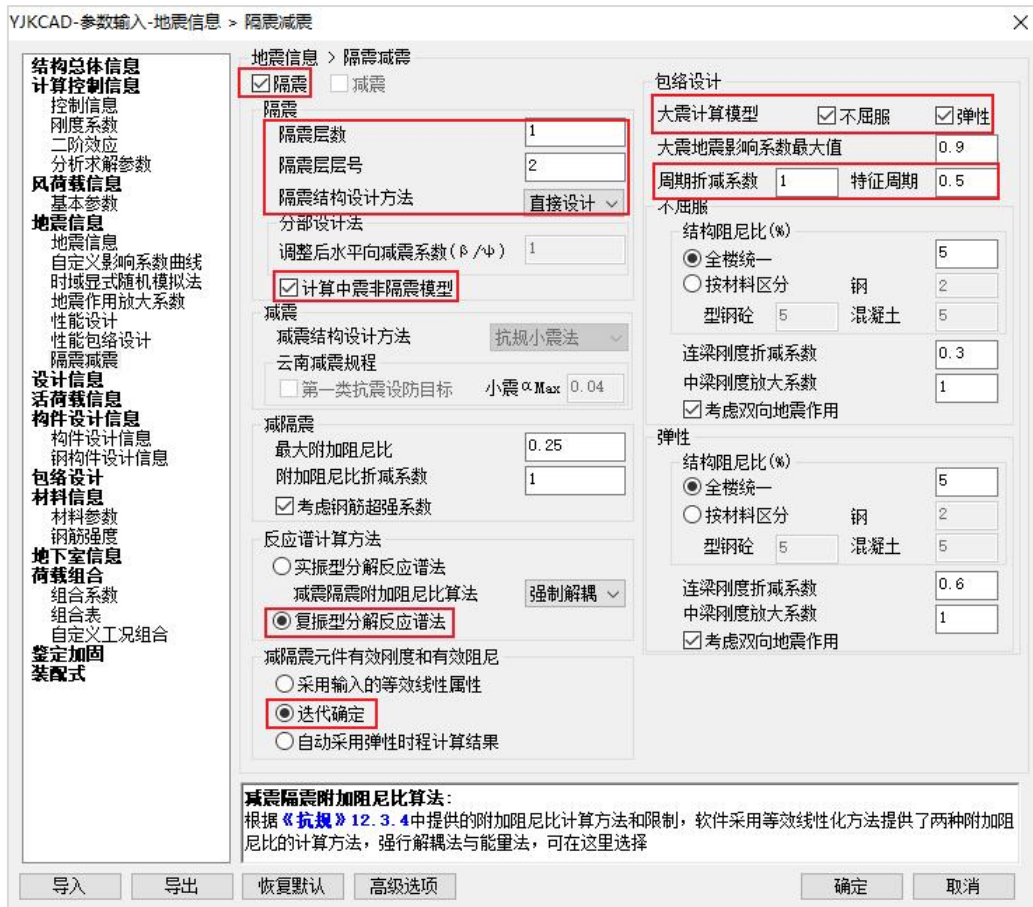 YJKCAD-参数输入-地震信息 > 隔震减震
结构总体信息
计算控制信息
控制信息
刚度系数
二阶效应
分析求解参数
风荷载信息
基本参数
地震信息
地震信息
自定义影响系数曲线
时域显式随机模拟法
地震作用放大系数
性能设计
性能包络设计
隔震减震
设计信息
活荷载信息
构件设计信息
构件设计信息
钢构件设计信息
包络设计
材料信息
材料参数
钢筋强度
地下室信息
荷载组合
组合系数
组合表
自定义工况组合
鉴定加固
装配式
地震信息 > 隔震减震
隔震 减震
隔震
隔震层数 1
隔震层层号 2
隔震结构设计方法 直接设计
分部设计法
调整后水平向减震系数(β/ψ) 1
计算中震非隔震模型
减震
减震结构设计方法 抗规小震法
云南减震规程
第一类抗震设防目标 小震αMax 0.04
减隔震
最大附加阻尼比 0.25
附加阻尼比折减系数 1
考虑钢筋超强系数
反应谱计算方法
实振型分解反应谱法
减震隔震附加阻尼比算法 强制解耦
复振型分解反应谱法
减隔震元件有效刚度和有效阻尼
采用输入的等效线性属性
迭代确定
自动采用弹性时程计算结果
包络设计
大震计算模型 不屈服 弹性
大震地震影响系数最大值 0.9
周期折减系数 1 特征周期 0.5
不屈服
结构阻尼比(%)
全楼统一 5
按材料区分 钢 2
型钢砼 5 混凝土 5
连梁刚度折减系数 0.3
中梁刚度放大系数 1
考虑双向地震作用
弹性
结构阻尼比(%)
全楼统一 5
按材料区分 钢 2
型钢砼 5 混凝土 5
连梁刚度折减系数 0.6
中梁刚度放大系数 1
考虑双向地震作用
减震隔震附加阻尼比算法:
根据《抗规》12.3.4中提供的附加阻尼比计算方法和限制，软件采用等效线性化方法提供了两种附加阻
尼比的计算方法，强行解耦法与能量法，可在这里选择
导入 导出 恢复默认 高级选项 确定 取消